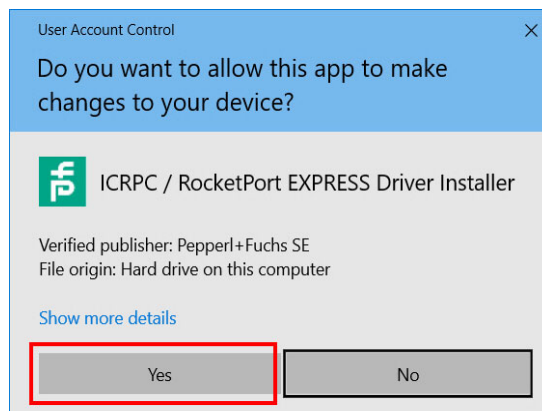 User Account Control
Do you want to allow this app to make
changes to your device?
ICRPC / RocketPort EXPRESS Driver Installer
Verified publisher: Pepperl+Fuchs SE
File origin: Hard drive on this computer
Show more details
Yes
No